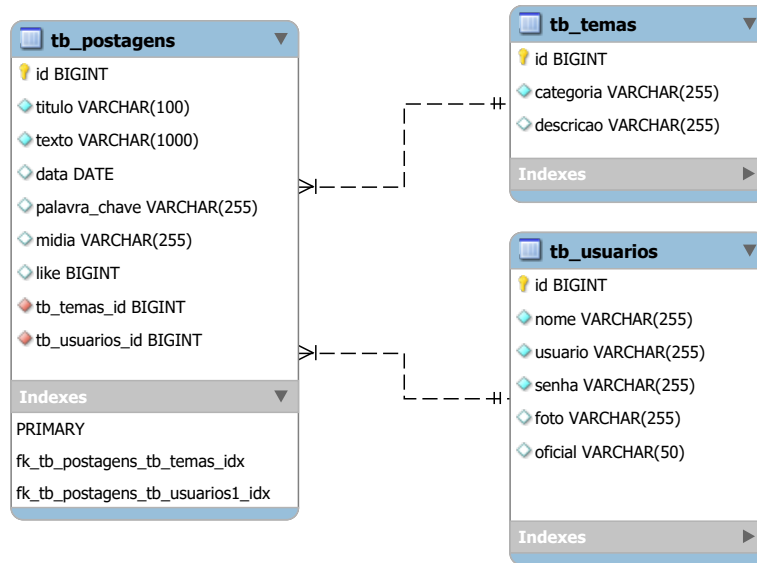 tb_postagens
id BIGINT
titulo VARCHAR(100)
texto VARCHAR(1000)
data DATE
palavra_chave VARCHAR(255)
midia VARCHAR(255)
like BIGINT
tb_temas_id BIGINT
tb_usuarios_id BIGINT
Indexes
PRIMARY
fk_tb_postagens_tb_temas_idx
fk_tb_postagens_tb_usuarios1_idx
tb_temas
id BIGINT
categoria VARCHAR(255)
descricao VARCHAR(255)
Indexes
tb_usuarios
id BIGINT
nome VARCHAR(255)
usuario VARCHAR(255)
senha VARCHAR(255)
foto VARCHAR(255)
oficial VARCHAR(50)
Indexes